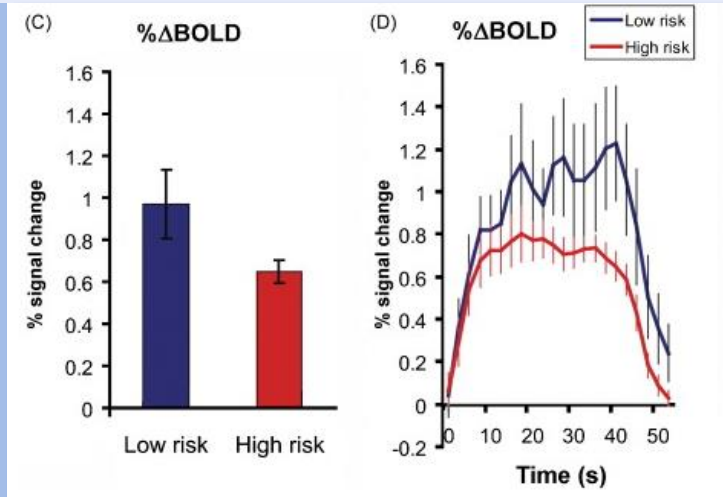 (C)
%ΔBOLD
1.6
1.4
1.2
1
0.8
0.6
0.4
0.2
0
% signal change
Low risk High risk
(D)
%ΔBOLD
Low risk
High risk
1.6
1.4
1.2
1
0.8
0.6
0.4
0.2
0
-0.2
% signal change
0 10 20 30 40 50
Time (s)